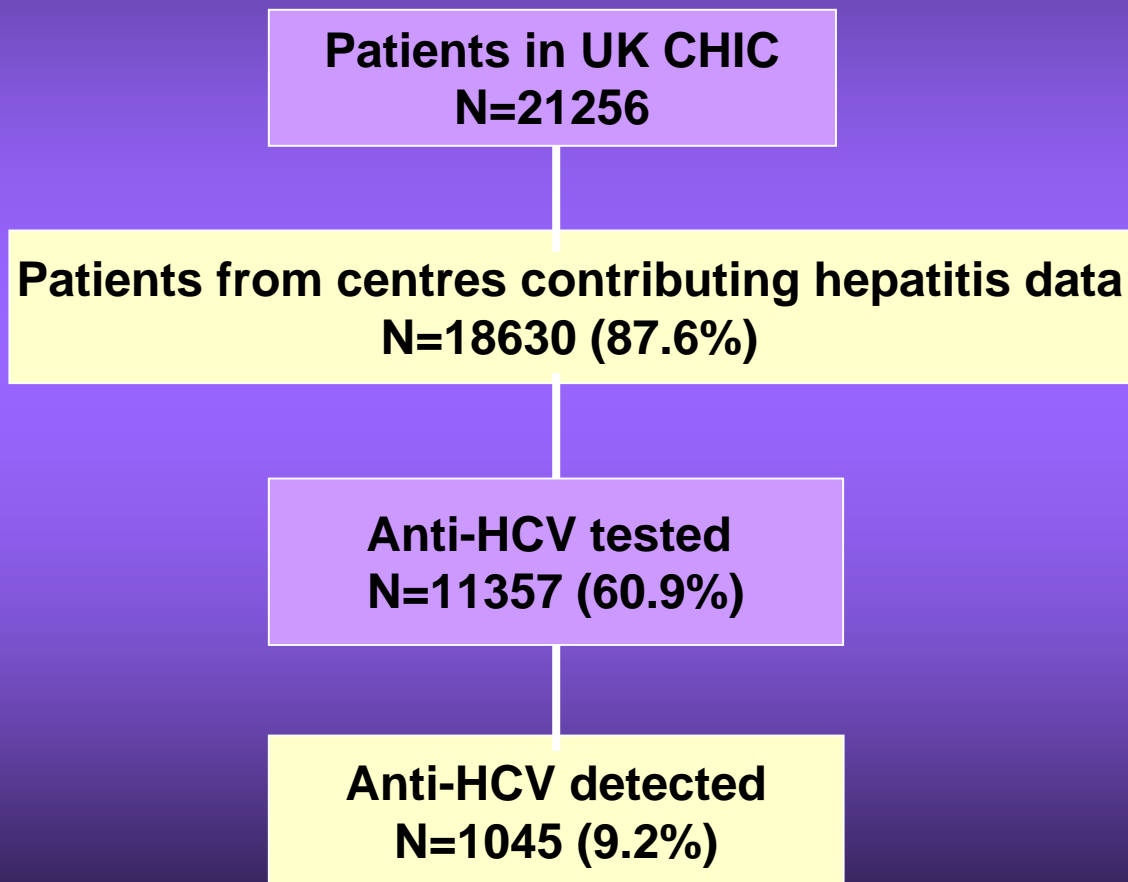 Patients in UK CHIC
N=21256
Patients from centres contributing hepatitis data
N=18630 (87.6%)
Anti-HCV tested
N=11357 (60.9%)
Anti-HCV detected
N=1045 (9.2%)